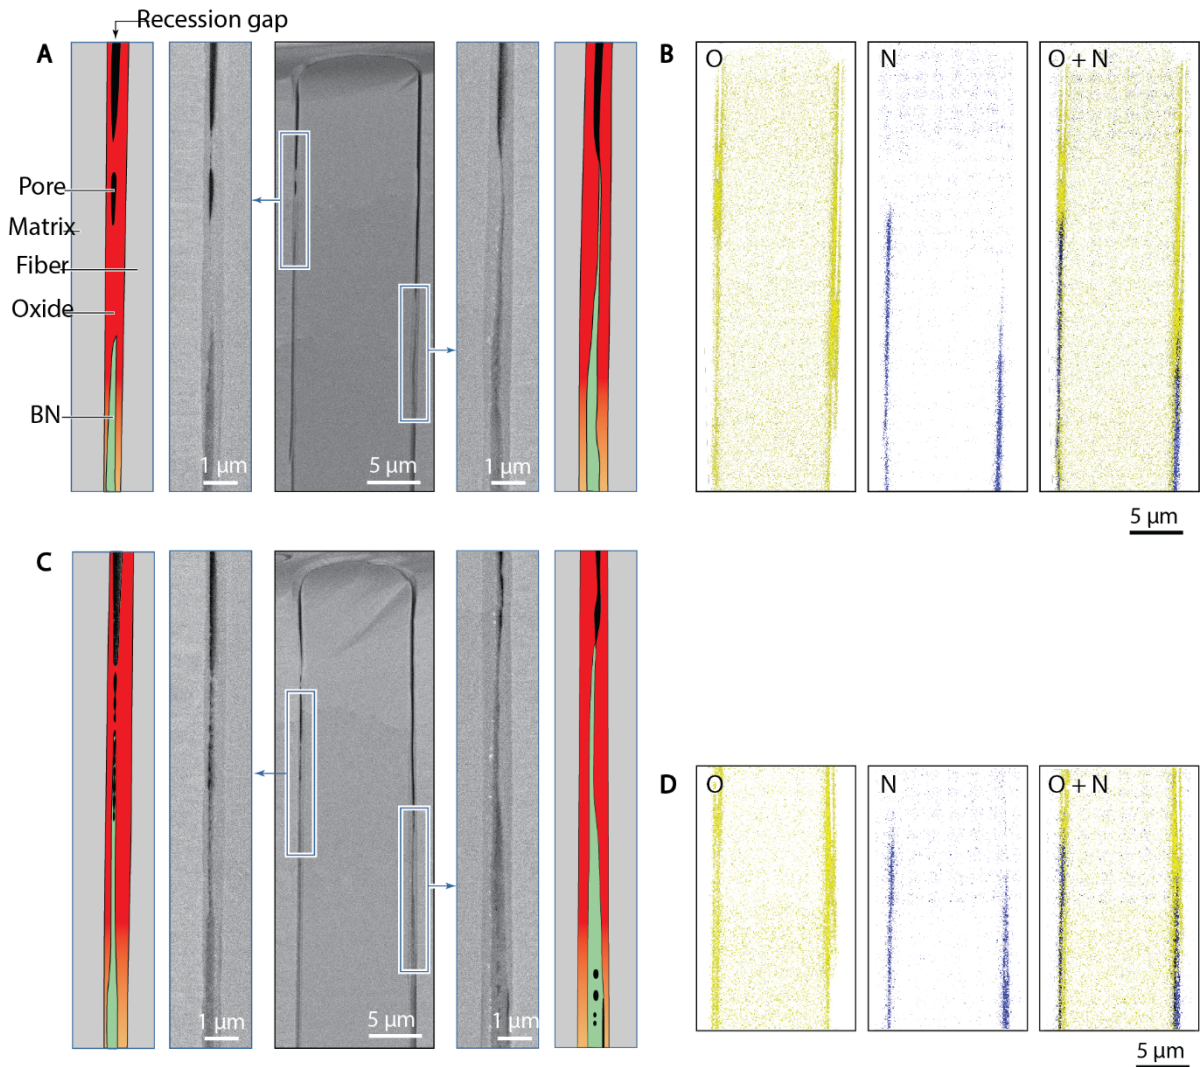 Recession gap
A
B
O
N
O + N
Pore
Matrix
Fiber
Oxide
BN
1 µm
5 µm
1 µm
5 µm
C
D
O
N
O + N
1 µm
5 µm
1 µm
5 µm